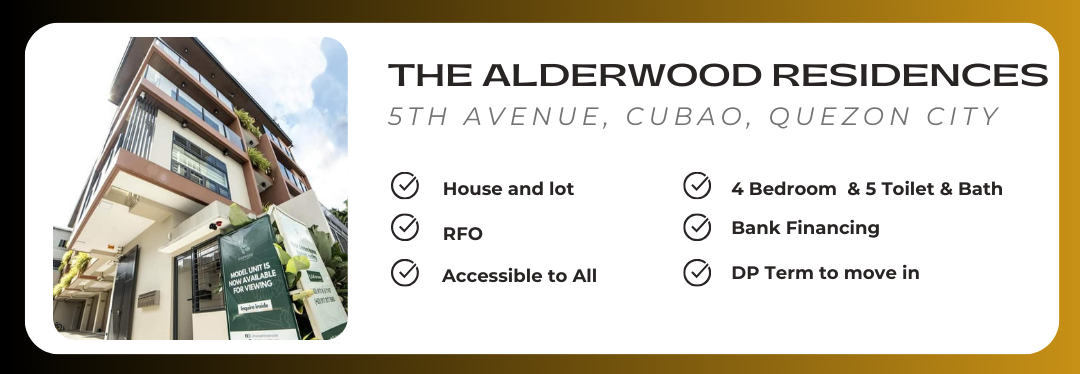 THE ALDERWOOD RESIDENCES
5TH AVENUE, CUBAO, QUEZON CITY
House and lot
RFO
Accessible to All
4 Bedroom & 5 Toilet & Bath
Bank Financing
DP Term to move in
MODEL UNIT IS
NOW AVAILABLE
FOR VIEWING
Inquire inside